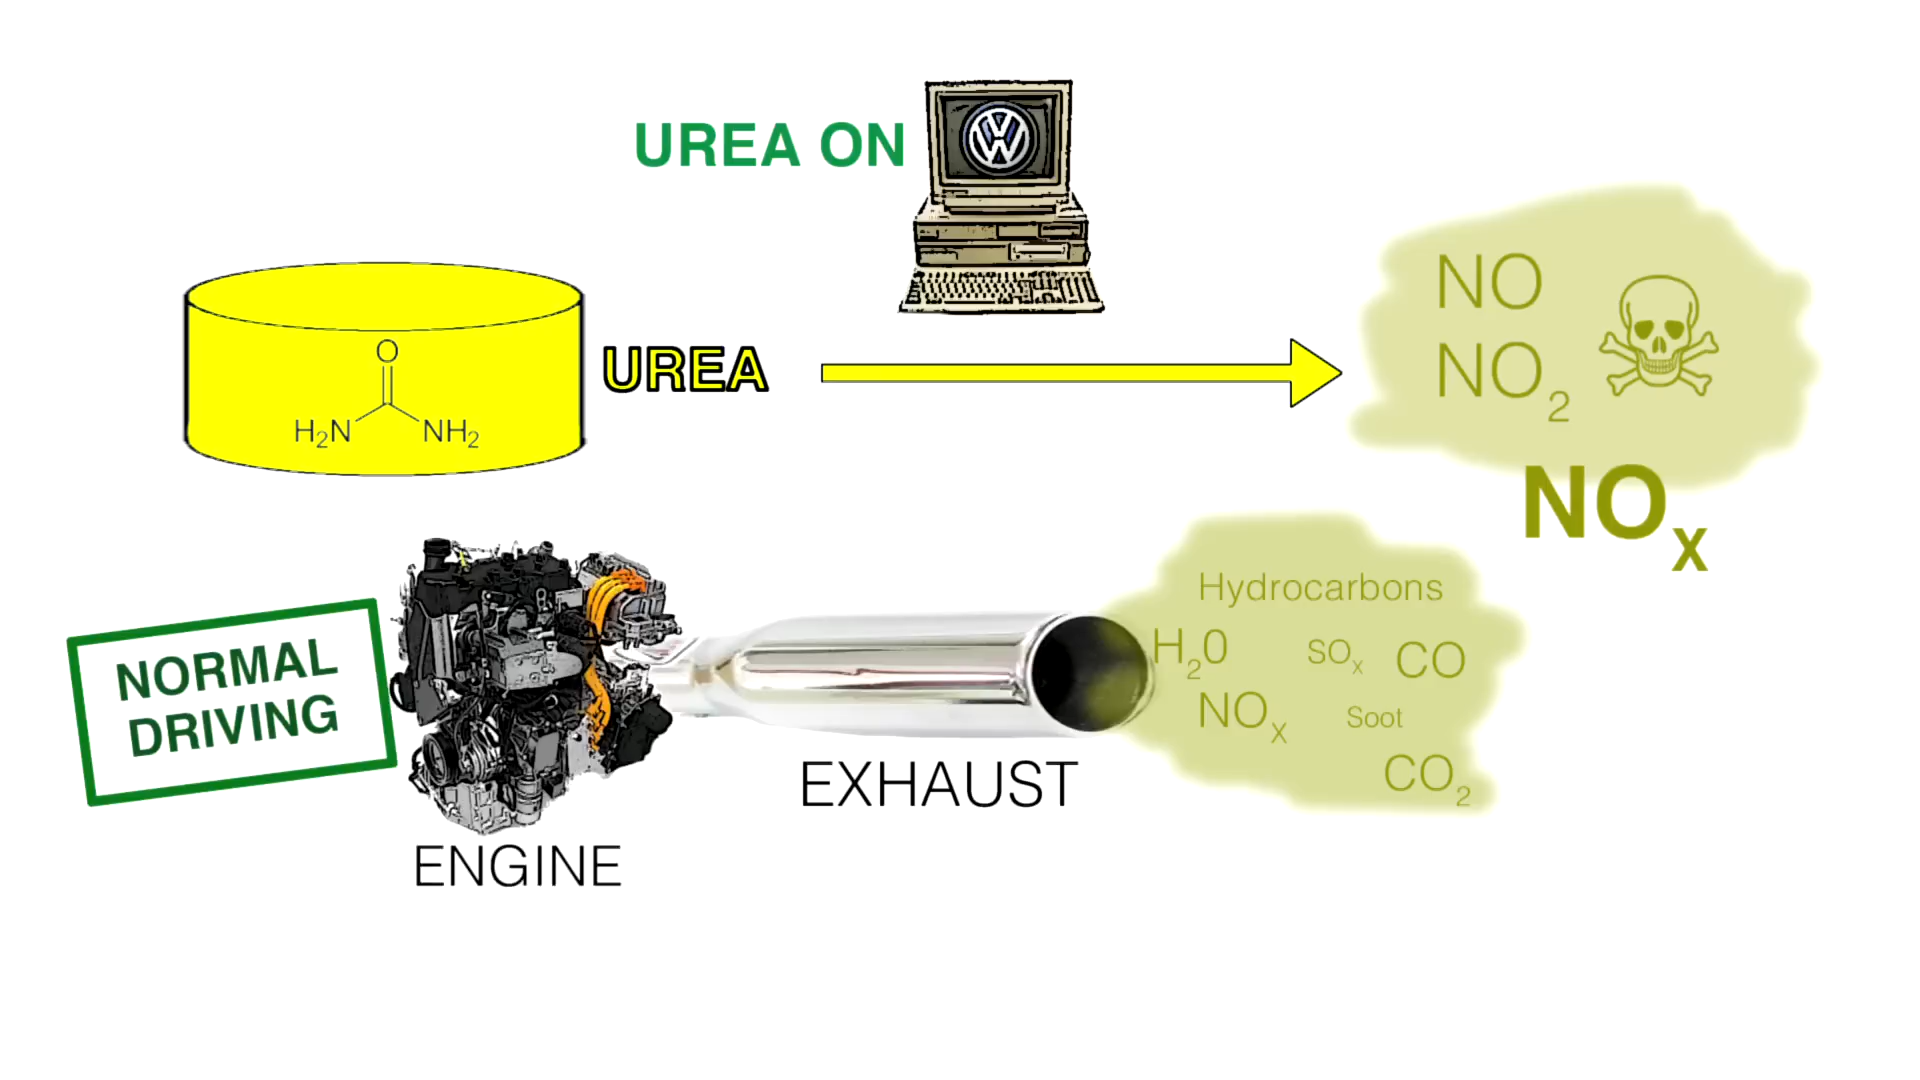 UREA ON
NO
NO₂
O
H₂N
NH₂
UREA
NOₓ
NORMAL
DRIVING
Hydrocarbons
H₂0
SOₓ
CO
NOₓ
Soot
CO₂
EXHAUST
ENGINE